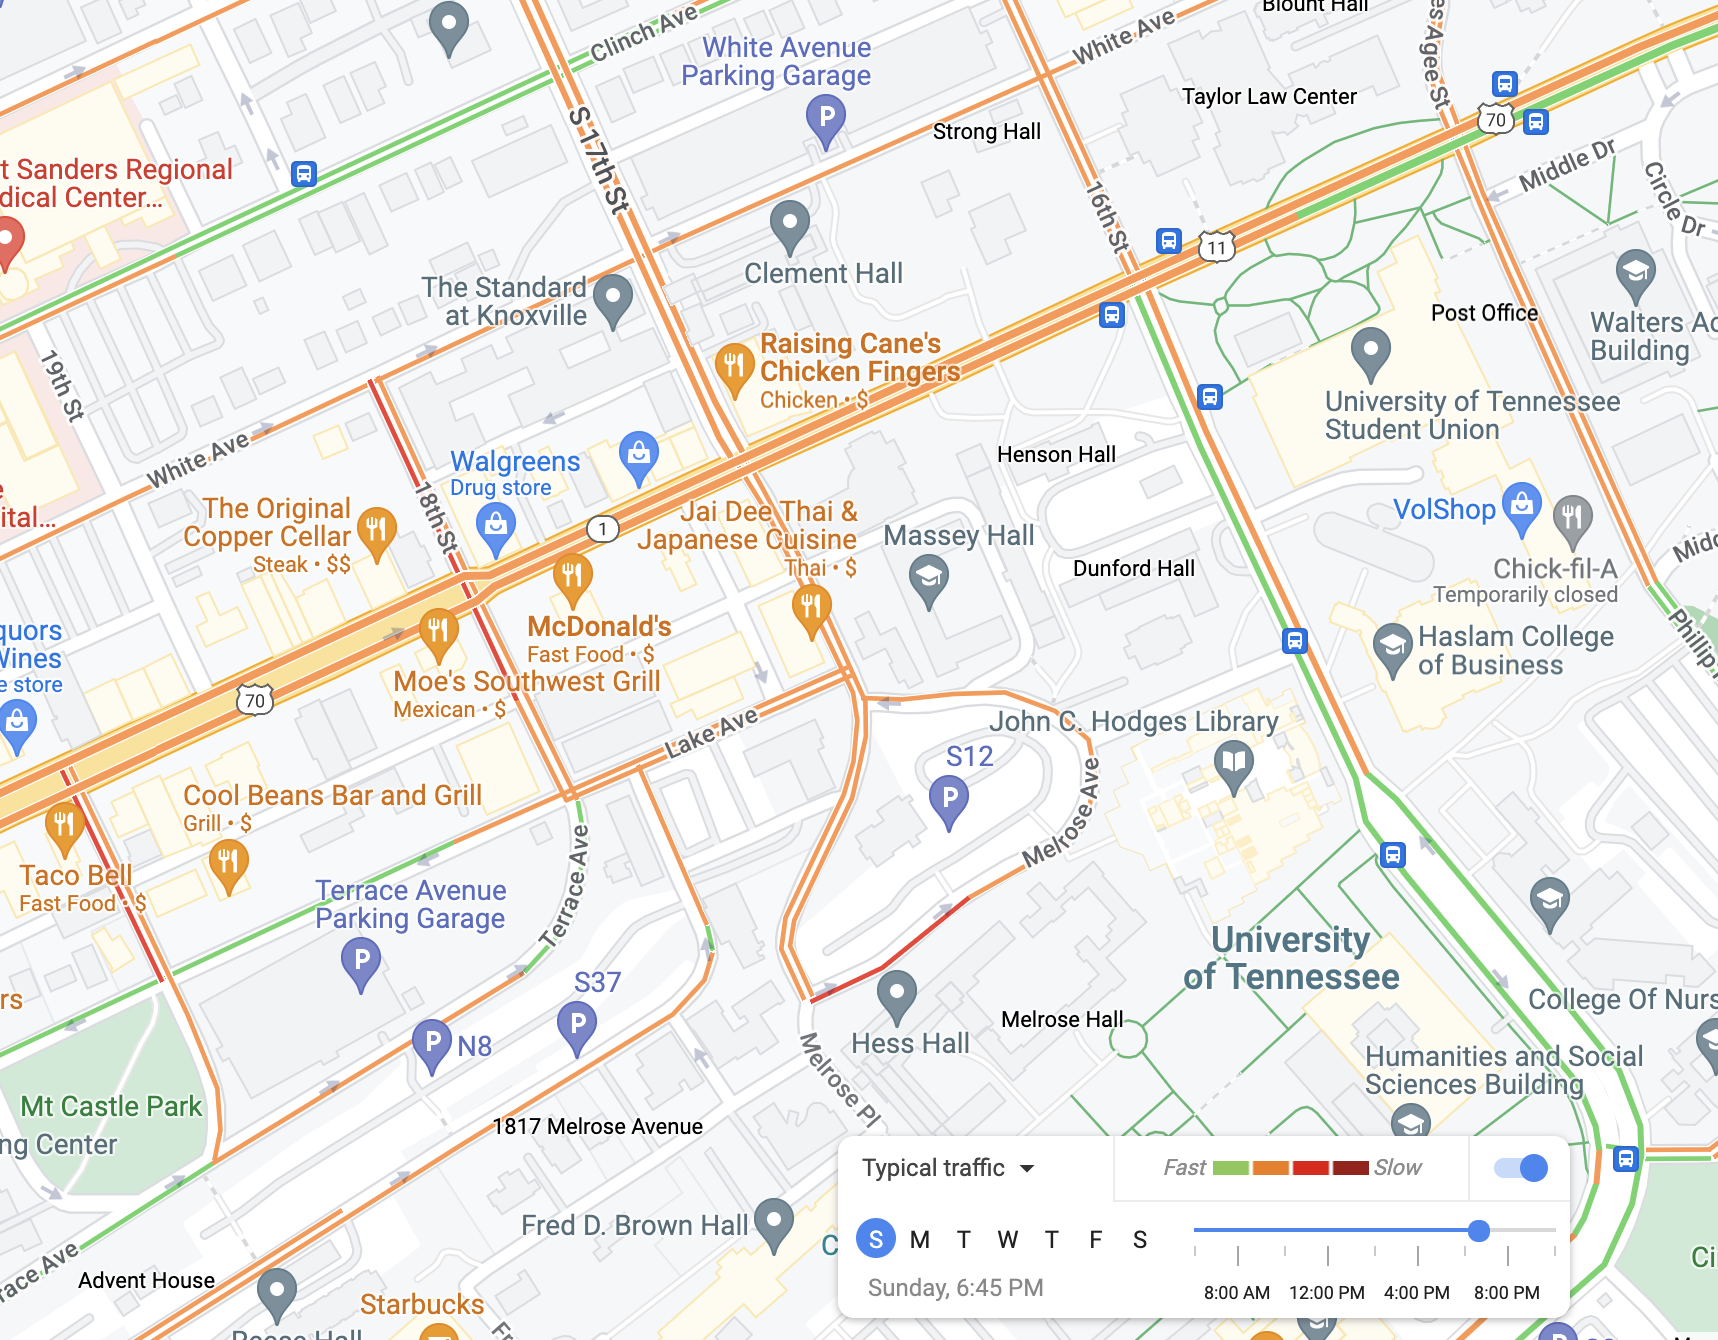 Blount Hall
Clinch Ave
White Avenue
Parking Garage
White Ave
es Agee St
Taylor Law Center
70
Strong Hall
S 17th St
Middle Dr
Circle Dr
t Sanders Regional
dical Center...
16th St
11
Clement Hall
The Standard
at Knoxville
Post Office
Walters Ac
Building
Raising Cane's
Chicken Fingers
Chicken • $
19th St
University of Tennessee
Student Union
White Ave
Walgreens
Drug store
Henson Hall
18th St
ital...
The Original
Copper Cellar
Steak • $$
1
Jai Dee Thai &
Japanese Cuisine
Thai • $
Massey Hall
VolShop
Dunford Hall
Chick-fil-A
Temporarily closed
Midd
McDonald's
Fast Food • $
quors
Wines
e store
Haslam College
of Business
Phillip
Moe's Southwest Grill
Mexican • $
70
Lake Ave
John C. Hodges Library
S12
Melrose Ave
Cool Beans Bar and Grill
Grill • $
Taco Bell
Fast Food • $
Terrace Ave
Terrace Avenue
Parking Garage
University
of Tennessee
S37
rs
College Of Nurs
N8
Hess Hall
Melrose Hall
Melrose Pl
Humanities and Social
Sciences Building
Mt Castle Park
ng Center
1817 Melrose Avenue
Typical traffic
Fast
Slow
Fred D. Brown Hall
C
S M T W T F S
Sunday, 6:45 PM
8:00 AM 12:00 PM 4:00 PM 8:00 PM
Ci
race Ave
Advent House
Starbucks
Reese Hall
Fr